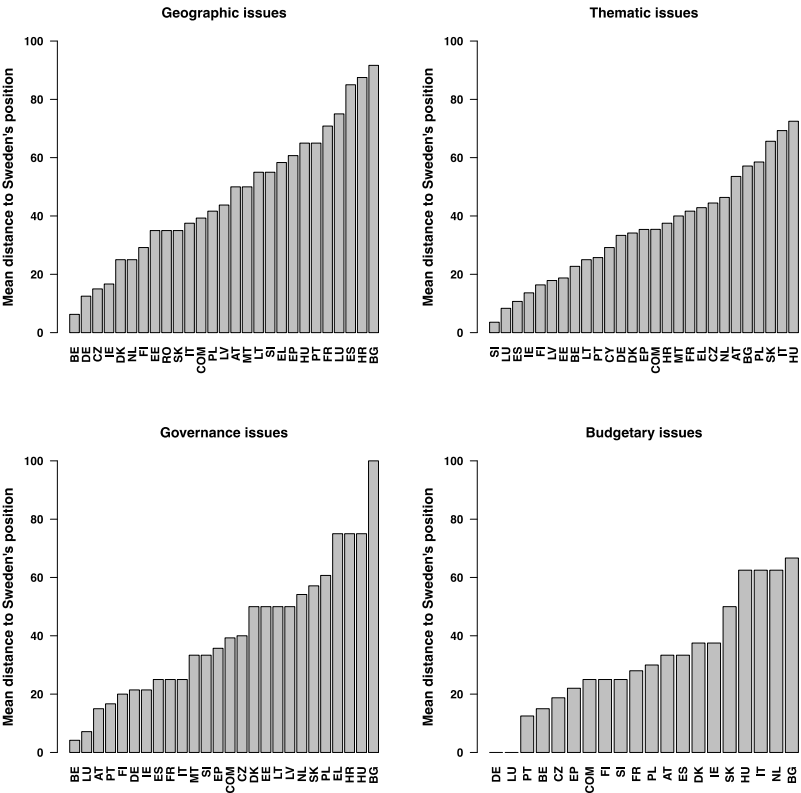 Geographic issues
Mean distance to Sweden's position
100
80
60
40
20
0
BE DE CZ IE DK NL FI EE RO SK IT COM PL LV AT MT LT SI EL EP HU PT FR LU ES HR BG
Thematic issues
Mean distance to Sweden's position
100
80
60
40
20
0
SI LU ES IE FI LV EE BE LT PT CY DE DK EP COM HR MT FR EL CZ NL AT BG PL SK IT HU
Governance issues
Mean distance to Sweden's position
100
80
60
40
20
0
BE LU AT PT FI DE IE ES FR IT MT SI EP COM CZ DK EE LT LV NL SK PL EL HR HU BG
Budgetary issues
Mean distance to Sweden's position
100
80
60
40
20
0
DE LU PT BE CZ EP COM FI SI FR PL AT ES DK IE SK HU IT NL BG